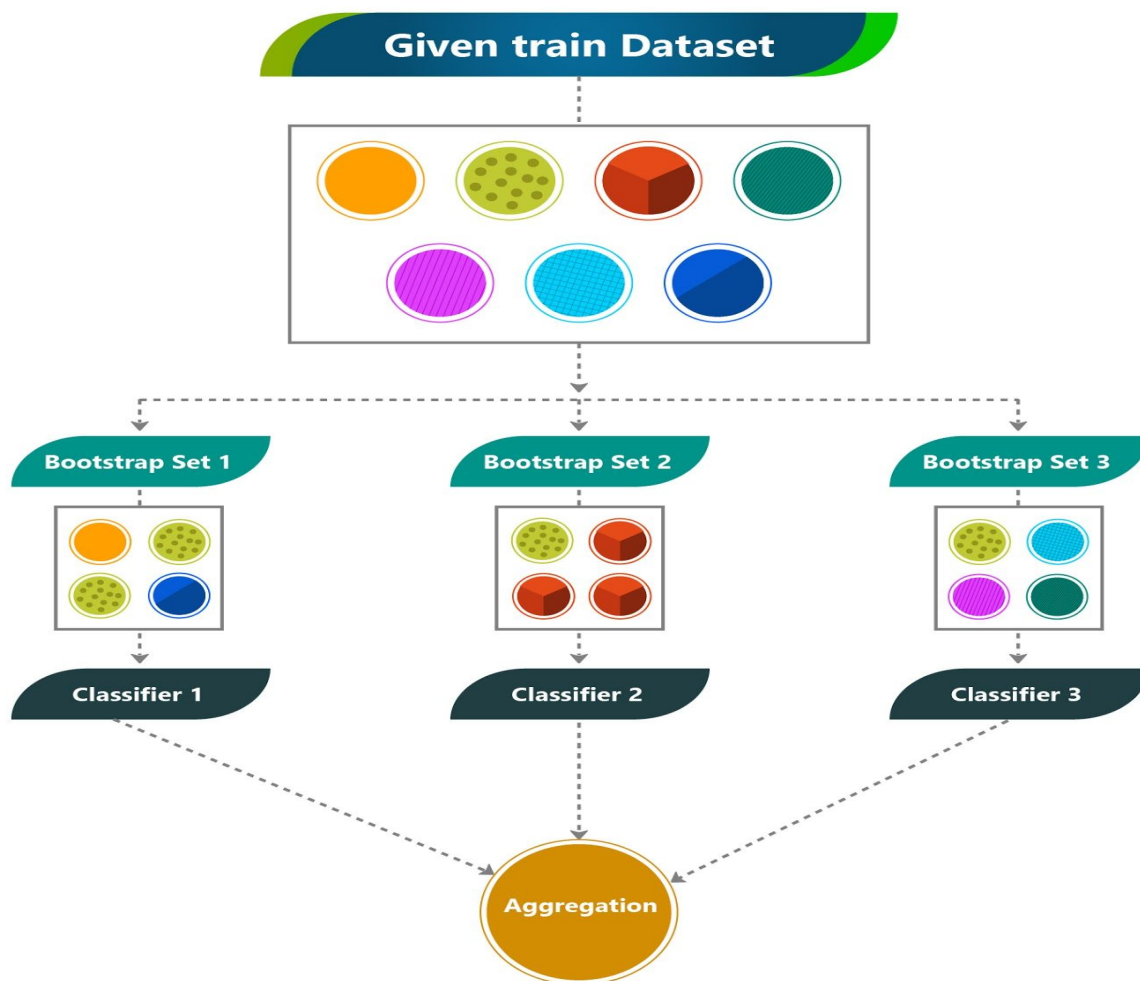 Given train Dataset
Bootstrap Set 1
Bootstrap Set 2
Bootstrap Set 3
Classifier 1
Classifier 2
Classifier 3
Aggregation